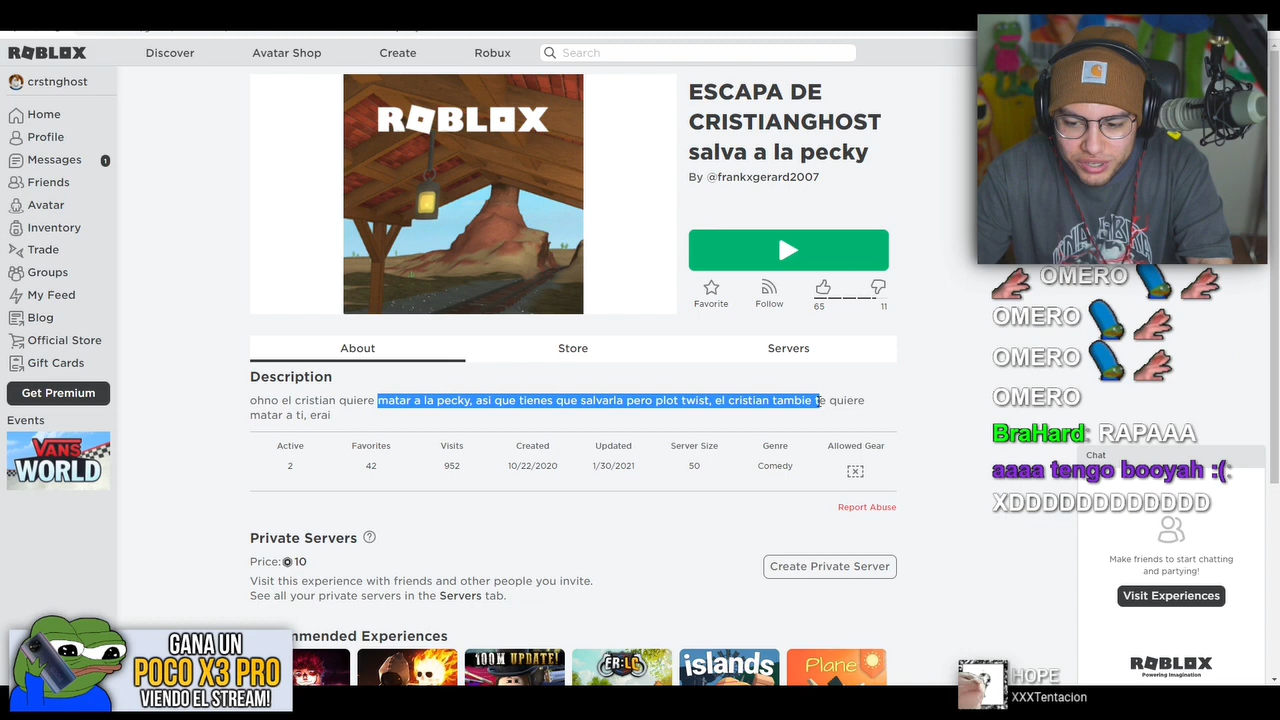 ROBLOX
Discover
Avatar Shop
Create
Robux
Search
crstnghost
Home
Profile
Messages
1
Friends
Avatar
Inventory
Trade
Groups
My Feed
Blog
Official Store
Gift Cards
Get Premium
Events
VANS
WORLD
ROBLOX
ESCAPA DE
CRISTIANGHOST
salva a la pecky
By @frankxgerard2007
Favorite
Follow
65
11
About
Store
Servers
Description
ohno el cristian quiere matar a la pecky, asi que tienes que salvarla pero plot twist, el cristian tambie te quiere
matar a ti, erai
Active
Favorites
Visits
Created
Updated
Server Size
Genre
Allowed Gear
2
42
952
10/22/2020
1/30/2021
50
Comedy
Report Abuse
Private Servers
Price: 10
Create Private Server
Visit this experience with friends and other people you invite.
See all your private servers in the Servers tab.
mmended Experiences
100M UPDATE!
ER:LC
islands
Plane
GANA UN
POCO X3 PRO
VIENDO EL STREAM!
carhartt
OMERO
OMERO
OMERO
OMERO
BraHard: RAPAAA
Chat
aaaa tengo booyah :(:
XDDDDDDDDDDDD
Make friends to start chatting
and partying!
Visit Experiences
ROBLOX
Powering Imagination
HOPE
XXXTentacion